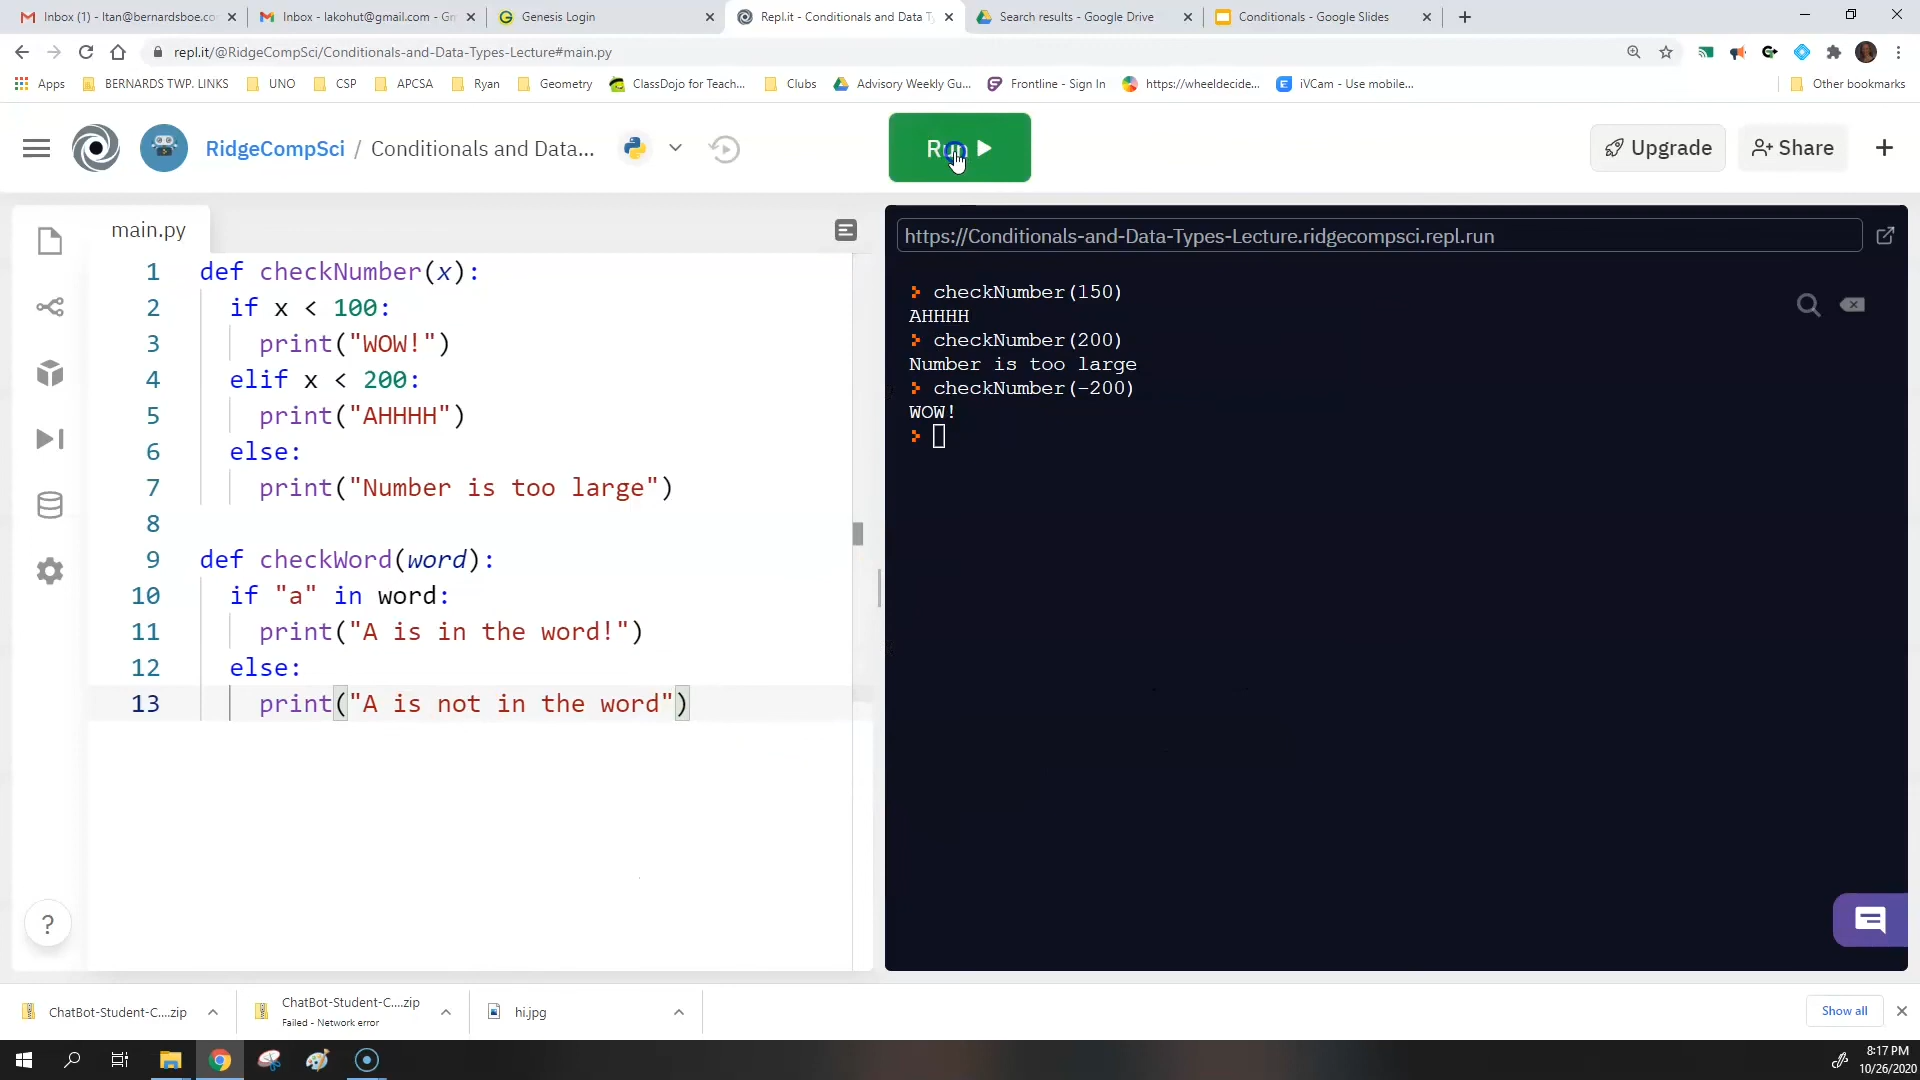 Inbox (1) - ltan@bernardsboe.co
Inbox - lakohut@gmail.com - Gm
Genesis Login
Repl.it - Conditionals and Data Ty
Search results - Google Drive
Conditionals - Google Slides
repl.it/@RidgeCompSci/Conditionals-and-Data-Types-Lecture#main.py
Apps
BERNARDS TWP. LINKS
UNO
CSP
APCSA
Ryan
Geometry
ClassDojo for Teach...
Clubs
Advisory Weekly Gu...
Frontline - Sign In
https://wheeldecide...
iVCam - Use mobile...
Other bookmarks
RidgeCompSci / Conditionals and Data...
Run
Upgrade
Share
main.py
1 def checkNumber(x):
2 if x < 100:
3 print("WOW!")
4 elif x < 200:
5 print("AHHHH")
6 else:
7 print("Number is too large")
8
9 def checkWord(word):
10 if "a" in word:
11 print("A is in the word!")
12 else:
13 print("A is not in the word")
https://Conditionals-and-Data-Types-Lecture.ridgecompsci.repl.run
checkNumber(150)
AHHHH
checkNumber(200)
Number is too large
checkNumber(-200)
WOW!
?
ChatBot-Student-C....zip
ChatBot-Student-C....zip
Failed - Network error
hi.jpg
Show all
8:17 PM
10/26/2020